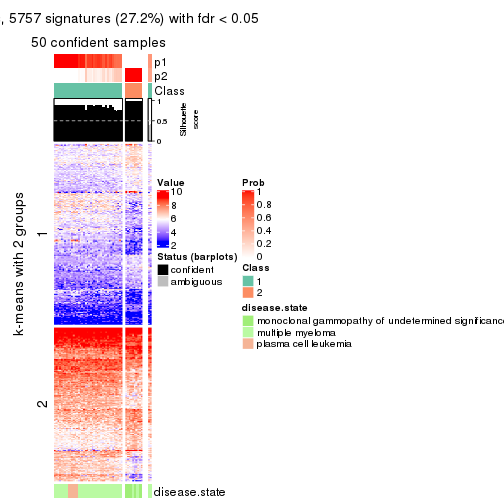 , 5757 signatures (27.2%) with fdr < 0.05
50 confident samples
p1
p2
Class
1
0.5
0
Silhouette
score
k-means with 2 groups
1
2
Value
10
8
6
4
2
Status (barplots)
confident
ambiguous
Prob
1
0.8
0.6
0.4
0.2
0
Class
1
2
disease.state
monoclonal gammopathy of undetermined significance
multiple myeloma
plasma cell leukemia
disease.state